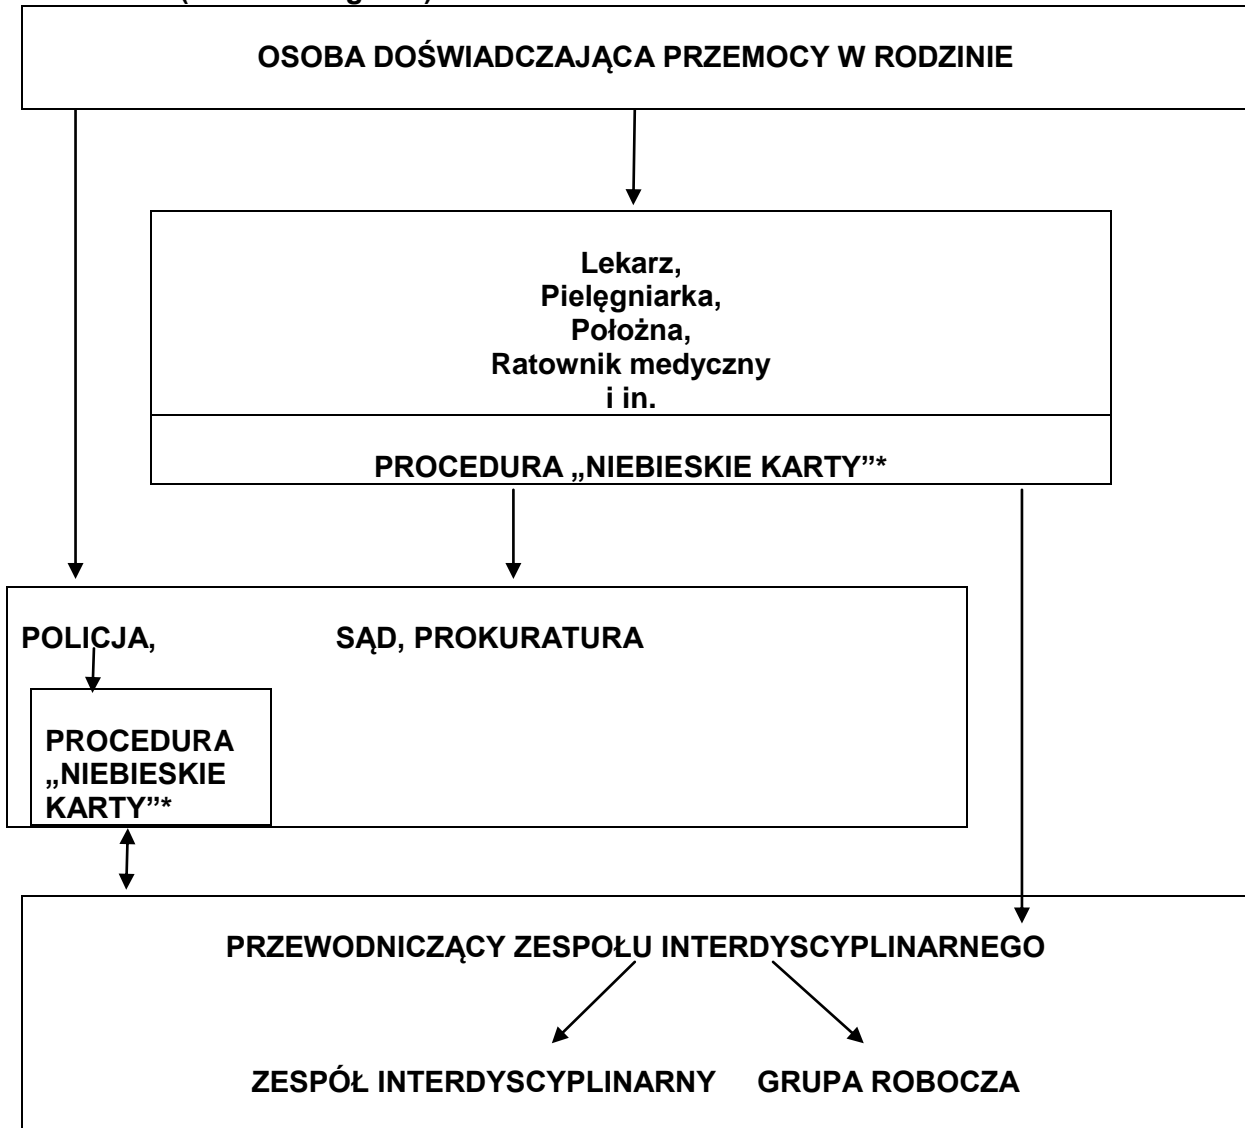 OSOBA DOŚWIADCZAJĄCA PRZEMOCY W RODZINIE
Lekarz,
Pielęgniarka,
Położna,
Ratownik medyczny
i in.
PROCEDURA „NIEBIESKIE KARTY”*
POLICJA, SĄD, PROKURATURA
PROCEDURA
„NIEBIESKIE
KARTY”*
PRZEWODNICZĄCY ZESPOŁU INTERDYSCYPLINARNEGO
ZESPÓŁ INTERDYSCYPLINARNY GRUPA ROBOCZA